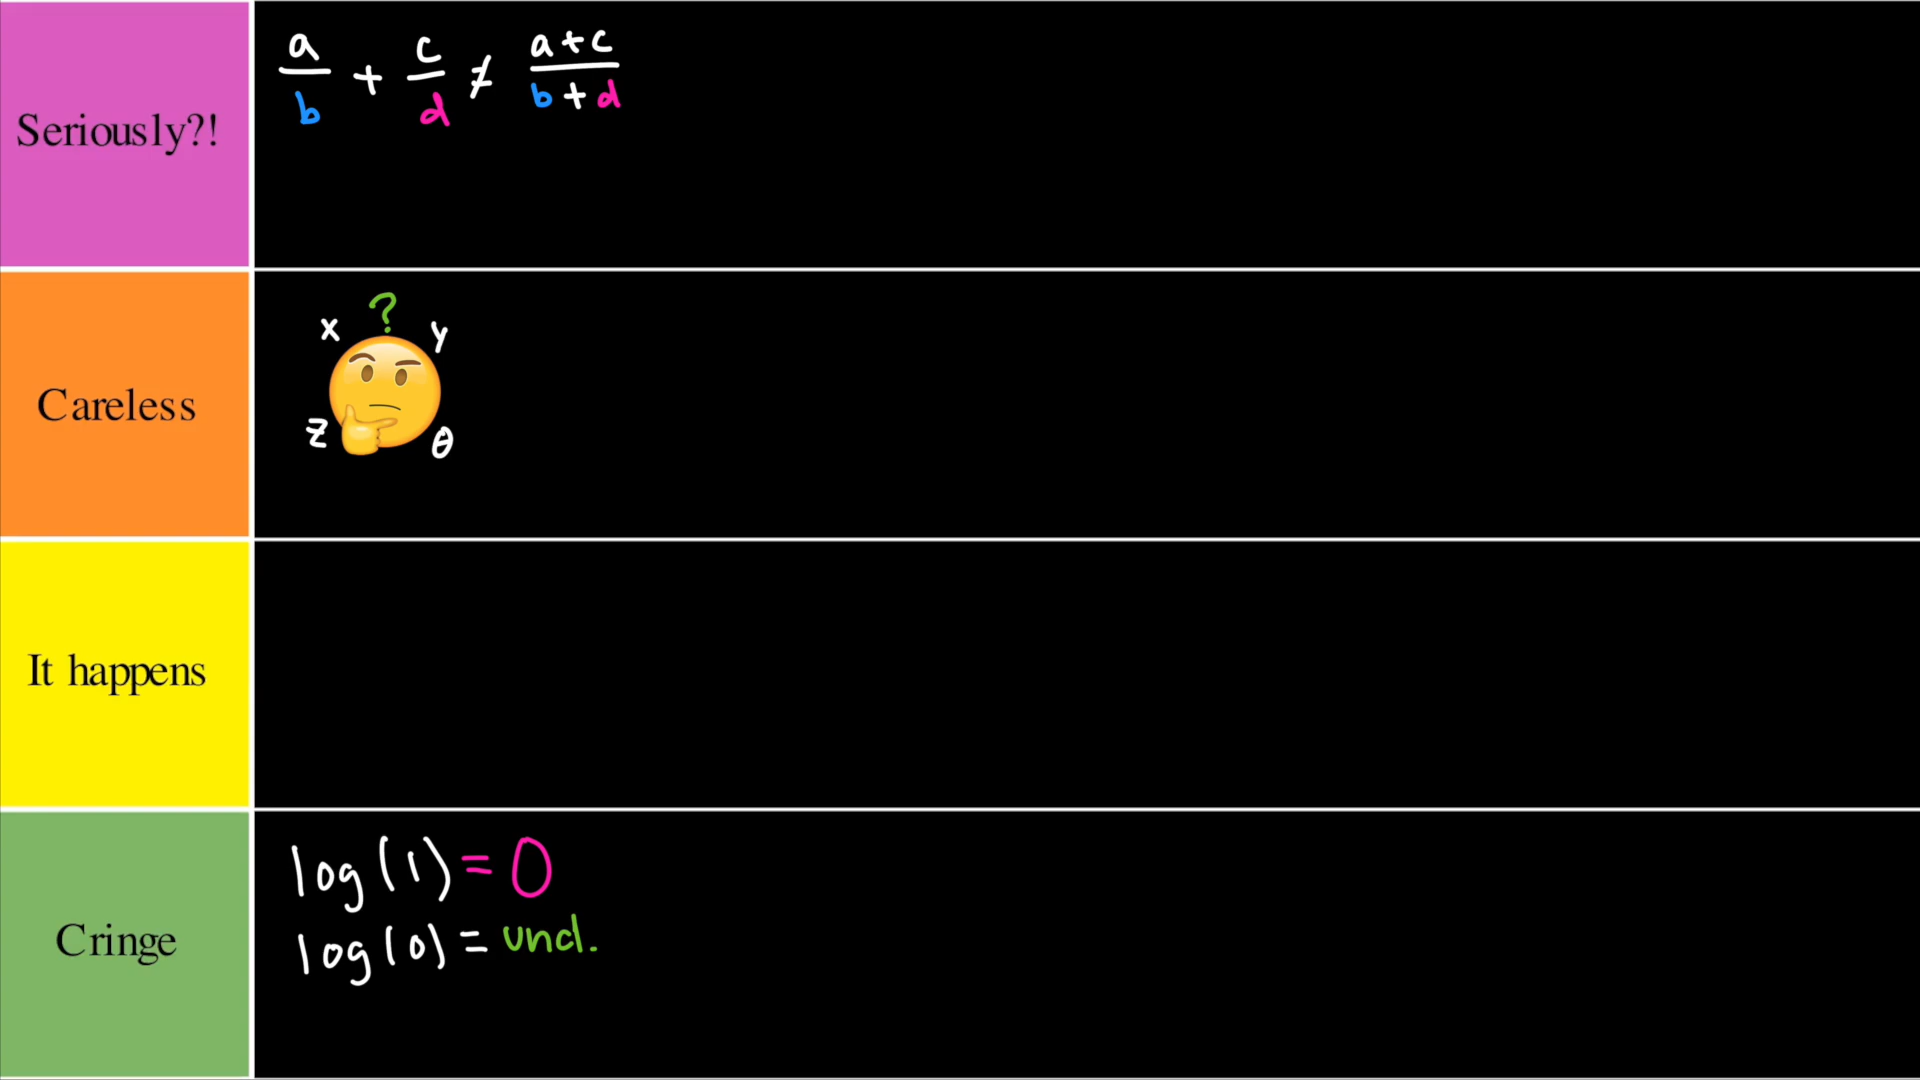 Seriously?!
a/b + c/d ≠ a+c/b+d
Careless
x ? y
z θ
It happens
Cringe
log(1) = 0
log(0) = und.